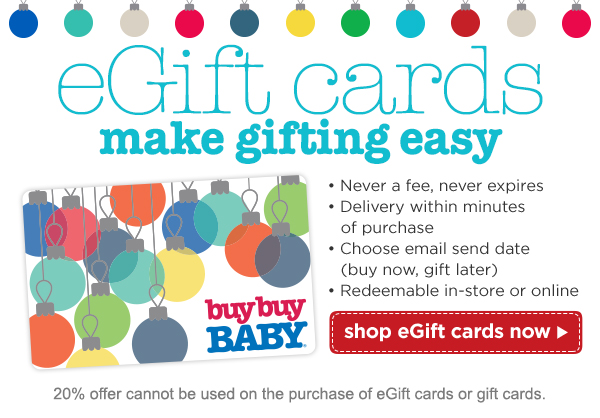 eGift cards
make gifting easy
• Never a fee, never expires
• Delivery within minutes
of purchase
• Choose email send date
(buy now, gift later)
• Redeemable in-store or online
buy buy
BABY.
shop eGift cards now ▸
20% offer cannot be used on the purchase of eGift cards or gift cards.